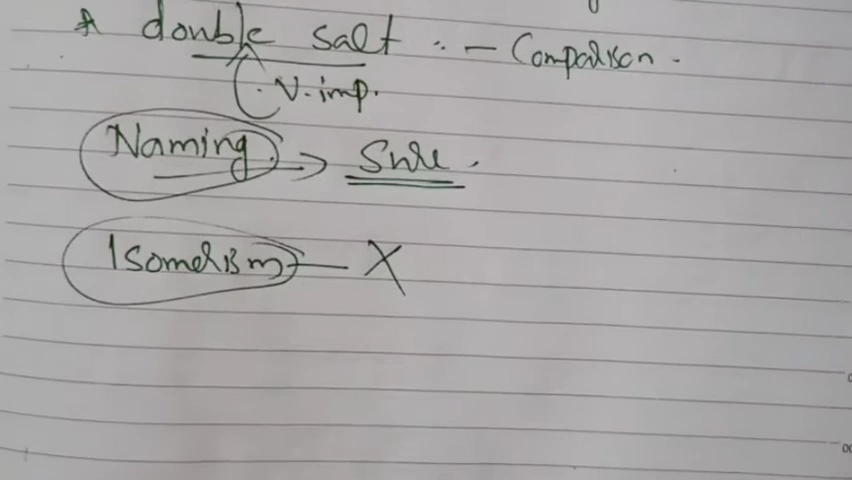 & double salt :- Comparison.
V. imp.
Naming. → Sure.
Isomerism - X